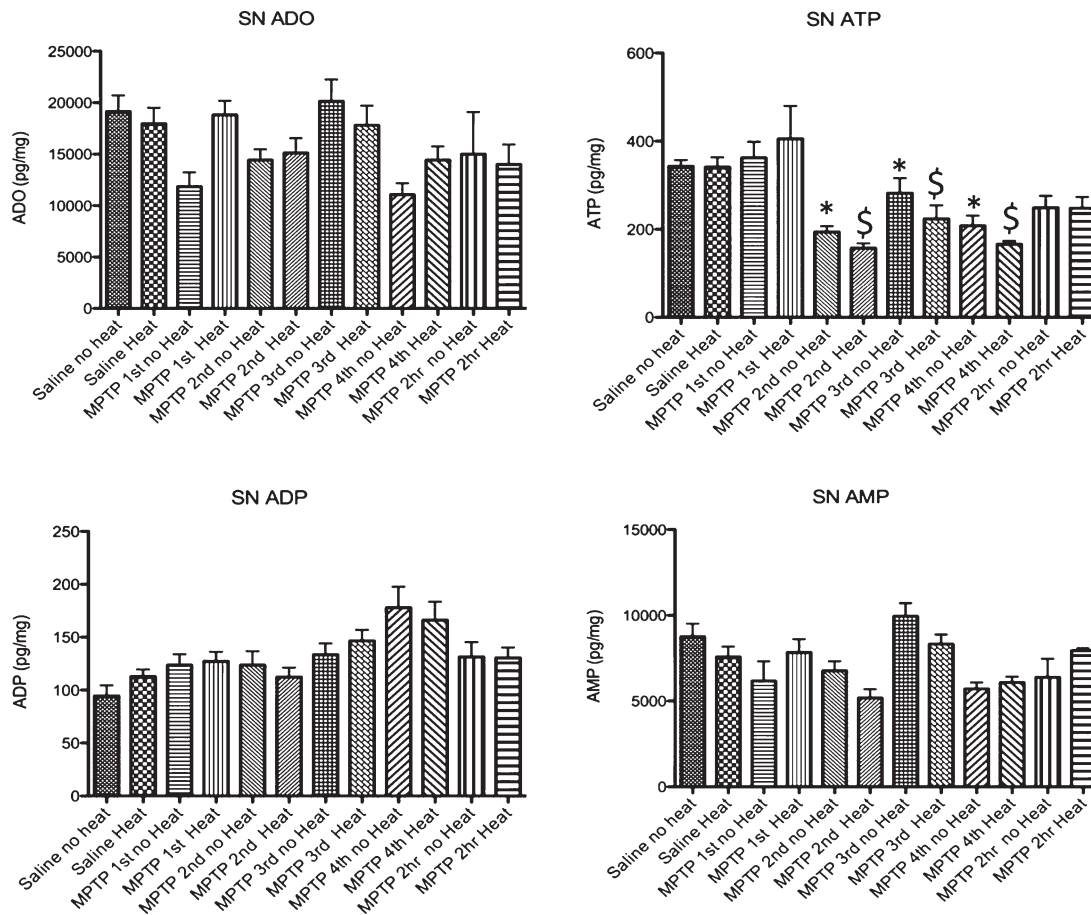 SN ADO
25000
20000
15000
10000
5000
0
ADO (pg/mg)
Saline no heat
Saline Heat
MPTP 1st no Heat
MPTP 1st Heat
MPTP 2nd no Heat
MPTP 2nd Heat
MPTP 3rd no Heat
MPTP 3rd Heat
MPTP 4th no Heat
MPTP 4th Heat
MPTP 2hr no Heat
MPTP 2hr Heat
SN ATP
600
400
200
0
ATP (pg/mg)
* $ * $ * $
Saline no heat
Saline Heat
MPTP 1st no Heat
MPTP 1st Heat
MPTP 2nd no Heat
MPTP 2nd Heat
MPTP 3rd no Heat
MPTP 3rd Heat
MPTP 4th no Heat
MPTP 4th Heat
MPTP 2hr no Heat
MPTP 2hr Heat
SN ADP
250
200
150
100
50
0
ADP (pg/mg)
Saline no heat
Saline Heat
MPTP 1st no Heat
MPTP 1st Heat
MPTP 2nd no Heat
MPTP 2nd Heat
MPTP 3rd no Heat
MPTP 3rd Heat
MPTP 4th no Heat
MPTP 4th Heat
MPTP 2hr no Heat
MPTP 2hr Heat
SN AMP
15000
10000
5000
0
AMP (pg/mg)
Saline no heat
Saline Heat
MPTP 1st no Heat
MPTP 1st Heat
MPTP 2nd no Heat
MPTP 2nd Heat
MPTP 3rd no Heat
MPTP 3rd Heat
MPTP 4th no Heat
MPTP 4th Heat
MPTP 2hr no Heat
MPTP 2hr Heat